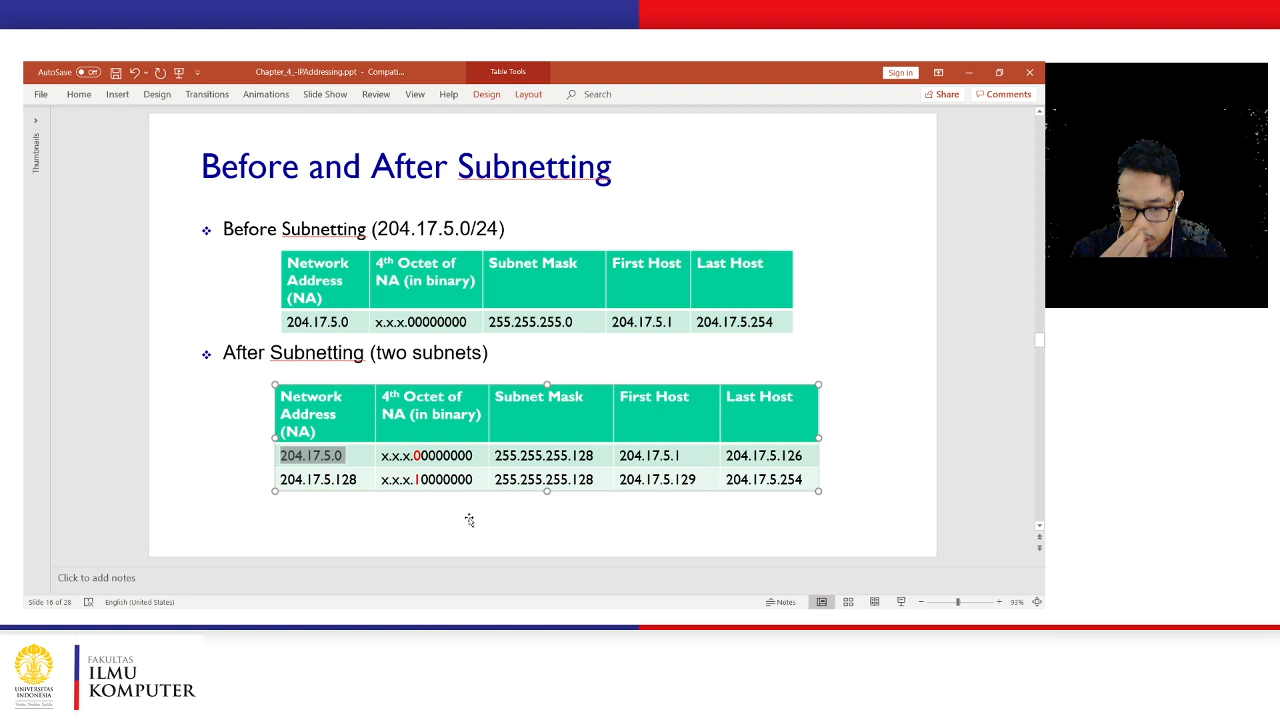 AutoSave Off Chapter_4_-IPAddressing.ppt - Compati... Table Tools Sign in
File Home Insert Design Transitions Animations Slide Show Review View Help Design Layout Search Share Comments
Thumbnails
Before and After Subnetting
Before Subnetting (204.17.5.0/24)
Network Address (NA) 4th Octet of NA (in binary) Subnet Mask First Host Last Host
204.17.5.0 x.x.x.00000000 255.255.255.0 204.17.5.1 204.17.5.254
After Subnetting (two subnets)
Network Address (NA) 4th Octet of NA (in binary) Subnet Mask First Host Last Host
204.17.5.0 x.x.x.00000000 255.255.255.128 204.17.5.1 204.17.5.126
204.17.5.128 x.x.x.10000000 255.255.255.128 204.17.5.129 204.17.5.254
Click to add notes
Slide 16 of 28 English (United States) Notes 93%
UNIVERSITAS
INDONESIA
FAKULTAS
ILMU
KOMPUTER